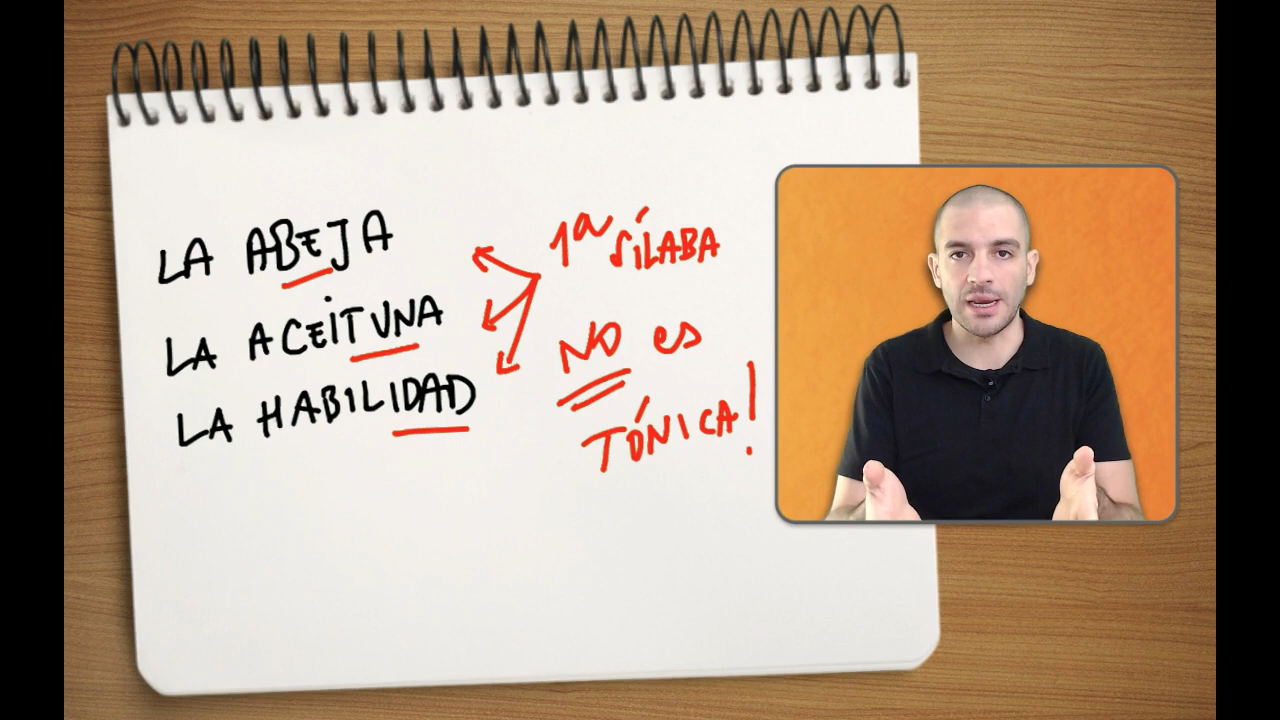 LA ABEJA
LA ACEITUNA
LA HABILIDAD
1ª SÍLABA
NO es
TÓNICA!